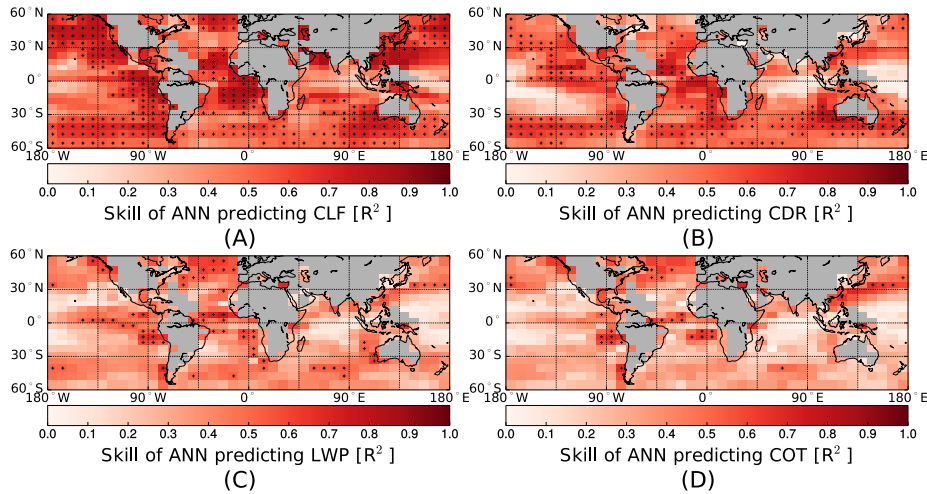 60°N 60°N
30°N 30°N
0° 0°
30°S 30°S
60°S 60°S
180°W 90°W 0° 90°E 180°E 180°W 90°W 0° 90°E 180°E
0.0 0.1 0.2 0.3 0.4 0.5 0.6 0.7 0.8 0.9 1.0 0.0 0.1 0.2 0.3 0.4 0.5 0.6 0.7 0.8 0.9 1.0
Skill of ANN predicting CLF [R²] Skill of ANN predicting CDR [R²]
(A) (B)
60°N 60°N
30°N 30°N
0° 0°
30°S 30°S
60°S 60°S
180°W 90°W 0° 90°E 180°E 180°W 90°W 0° 90°E 180°E
0.0 0.1 0.2 0.3 0.4 0.5 0.6 0.7 0.8 0.9 1.0 0.0 0.1 0.2 0.3 0.4 0.5 0.6 0.7 0.8 0.9 1.0
Skill of ANN predicting LWP [R²] Skill of ANN predicting COT [R²]
(C) (D)